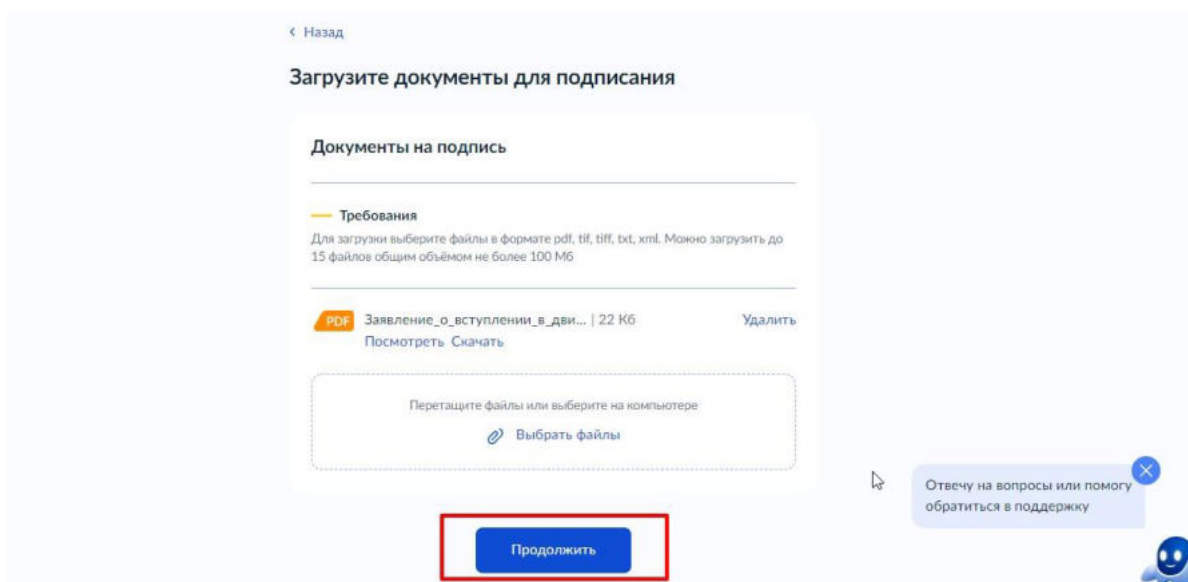 Назад
Загрузите документы для подписания
Документы на подпись
Требования
Для загрузки выберите файлы в формате pdf, tif, tiff, txt, xml. Можно загрузить до
15 файлов общим объёмом не более 100 Мб
PDF Заявление_о_вступлении_в_дви... | 22 Кб Удалить
Посмотреть Скачать
Перетащите файлы или выберите на компьютере
Выбрать файлы
Отвечу на вопросы или помогу
обратиться в поддержку
Продолжить